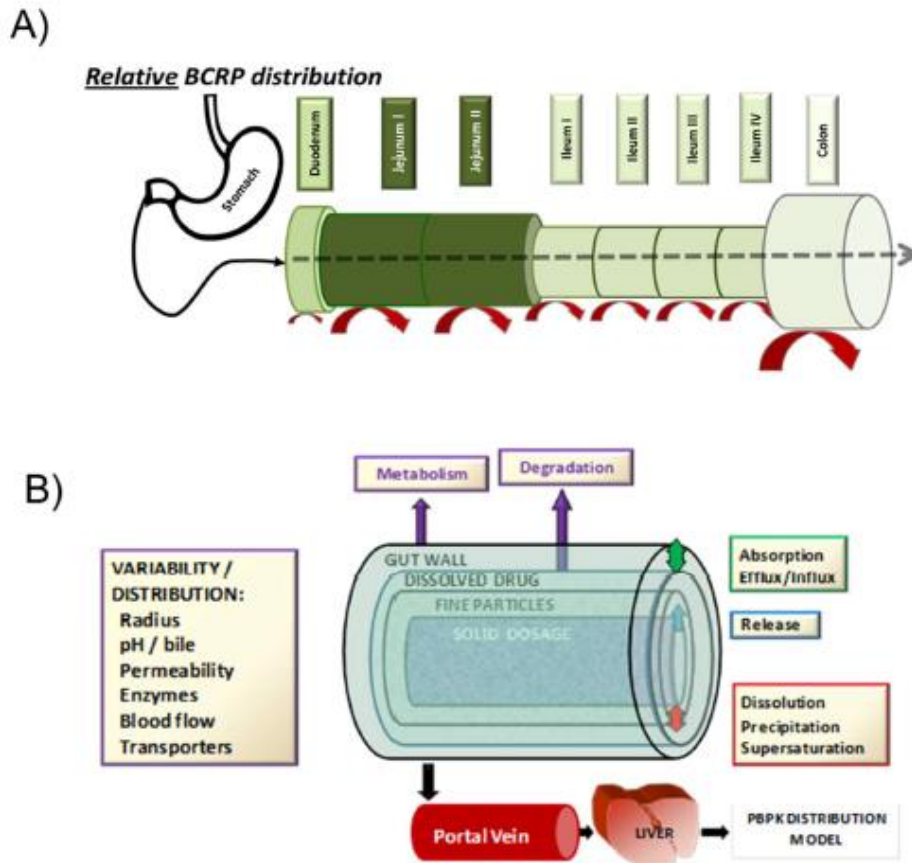 A)
Relative BCRP distribution
Stomach
Duodenum
Jejunum I
Jejunum II
Ileum I
Ileum II
Ileum III
Ileum IV
Colon
B)
Metabolism
Degradation
VARIABILITY /
DISTRIBUTION:
Radius
pH / bile
Permeability
Enzymes
Blood flow
Transporters
GUT WALL
DISSOLVED DRUG
FINE PARTICLES
SOLID DOSAGE
Absorption
Efflux/Influx
Release
Dissolution
Precipitation
Supersaturation
Portal Vein
LIVER
PBPK DISTRIBUTION
MODEL